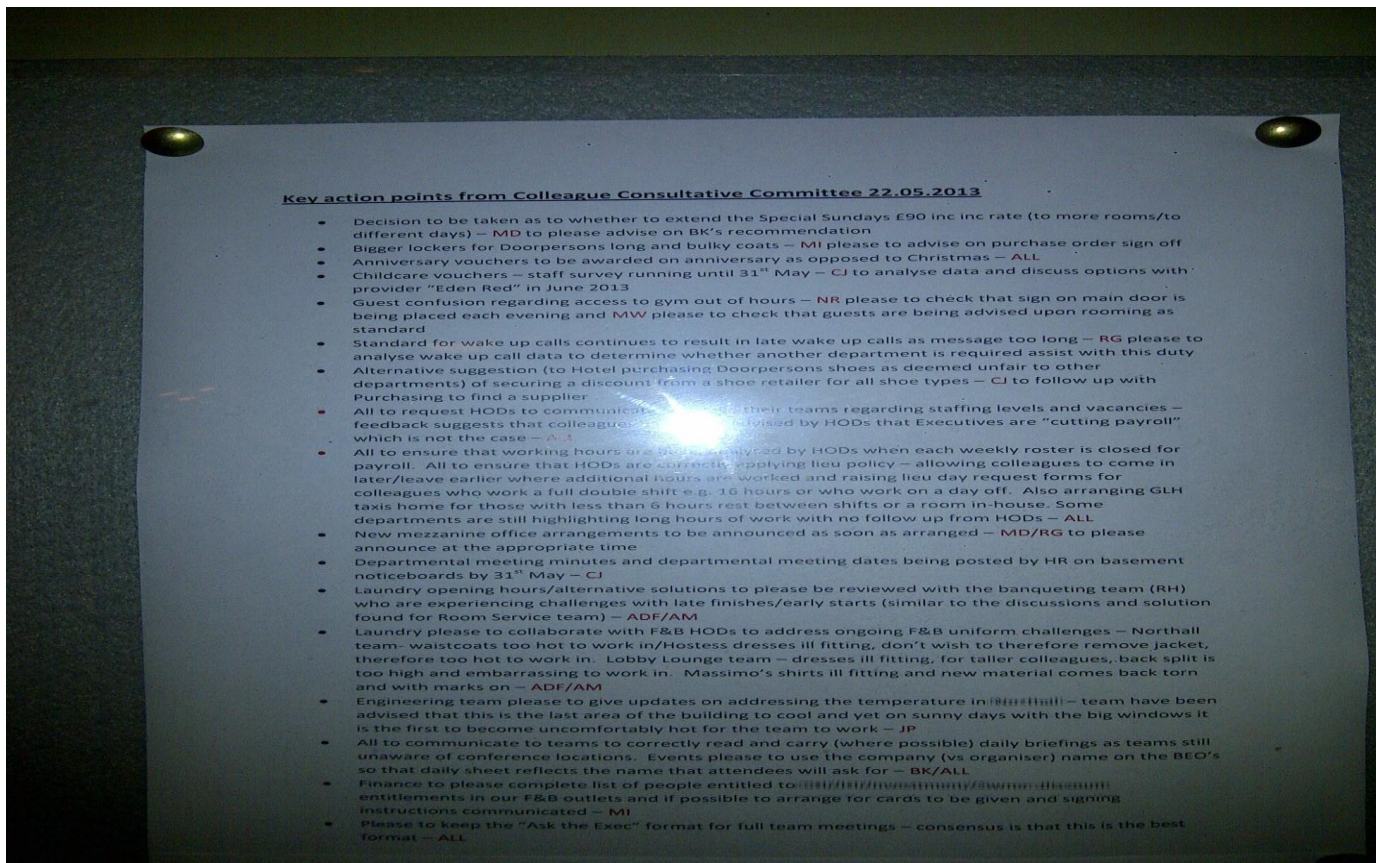 Key action points from Colleague Consultative Committee 22.05.2013
• Decision to be taken as to whether to extend the Special Sundays £90 inc inc rate (to more rooms/to
different days) – MD to please advise on BK's recommendation
• Bigger lockers for Doorpersons long and bulky coats – MI please to advise on purchase order sign off
• Anniversary vouchers to be awarded on anniversary as opposed to Christmas – ALL
• Childcare vouchers – staff survey running until 31st May – CJ to analyse data and discuss options with
provider "Eden Red" in June 2013
• Guest confusion regarding access to gym out of hours – NR please to check that sign on main door is
being placed each evening and MW please to check that guests are being advised upon rooming as
standard
• Standard for wake up calls continues to result in late wake up calls as message too long – RG please to
analyse wake up call data to determine whether another department is required assist with this duty
• Alternative suggestion (to Hotel purchasing Doorpersons shoes as deemed unfair to other
departments) of securing a discount from a shoe retailer for all shoe types – CJ to follow up with
Purchasing to find a supplier
• All to request HODs to communicate their teams regarding staffing levels and vacancies –
feedback suggests that colleagues advised by HODs that Executives are "cutting payroll"
which is not the case –
• All to ensure that working hours are by HODs when each weekly roster is closed for
payroll. All to ensure that HODs are correctly applying lieu policy – allowing colleagues to come in
later/leave earlier where additional hours are worked and raising lieu day request forms for
colleagues who work a full double shift e.g. 16 hours or who work on a day off. Also arranging GLH
taxis home for those with less than 6 hours rest between shifts or a room in-house. Some
departments are still highlighting long hours of work with no follow up from HODs – ALL
• New mezzanine office arrangements to be announced as soon as arranged – MD/RG to please
announce at the appropriate time
• Departmental meeting minutes and departmental meeting dates being posted by HR on basement
noticeboards by 31st May – CJ
• Laundry opening hours/alternative solutions to please be reviewed with the banqueting team (RH)
who are experiencing challenges with late finishes/early starts (similar to the discussions and solution
found for Room Service team) – ADF/AM
• Laundry please to collaborate with F&B HODs to address ongoing F&B uniform challenges – Northall
team- waistcoats too hot to work in/Hostess dresses ill fitting, don't wish to therefore remove jacket,
therefore too hot to work in. Lobby Lounge team – dresses ill fitting, for taller colleagues, back split is
too high and embarrassing to work in. Massimo's shirts ill fitting and new material comes back torn
and with marks on – ADF/AM
• Engineering team please to give updates on addressing the temperature in – team have been
advised that this is the last area of the building to cool and yet on sunny days with the big windows it
is the first to become uncomfortably hot for the team to work – JP
• All to communicate to teams to correctly read and carry (where possible) daily briefings as teams still
unaware of conference locations. Events please to use the company (vs organiser) name on the BEO's
so that daily sheet reflects the name that attendees will ask for – BK/ALL
• Finance to please complete list of people entitled to
entitlements in our F&B outlets and if possible to arrange for cards to be given and signing
instructions communicated – MI
• Please to keep the "Ask the Exec" format for full team meetings – consensus is that this is the best
format – ALL